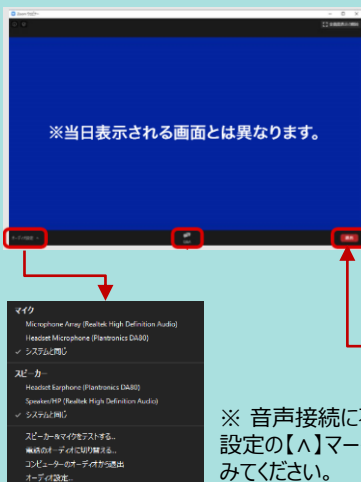 ※当日表示される画面とは異なります。
マイク
Microphone Array (Realtek High Definition Audio)
Headset Microphone (Plantronics DA80)
✓ システムと同じ
スピーカー
Headset Earphone (Plantronics DA80)
Speaker/HP (Realtek High Definition Audio)
✓ システムと同じ
スピーカー&マイクをテストする...
電話のオーディオに切り替える...
コンピューターのオーディオから退出
オーディオ設定...
※ 音声接続に
設定の【∧】マー
みてください。